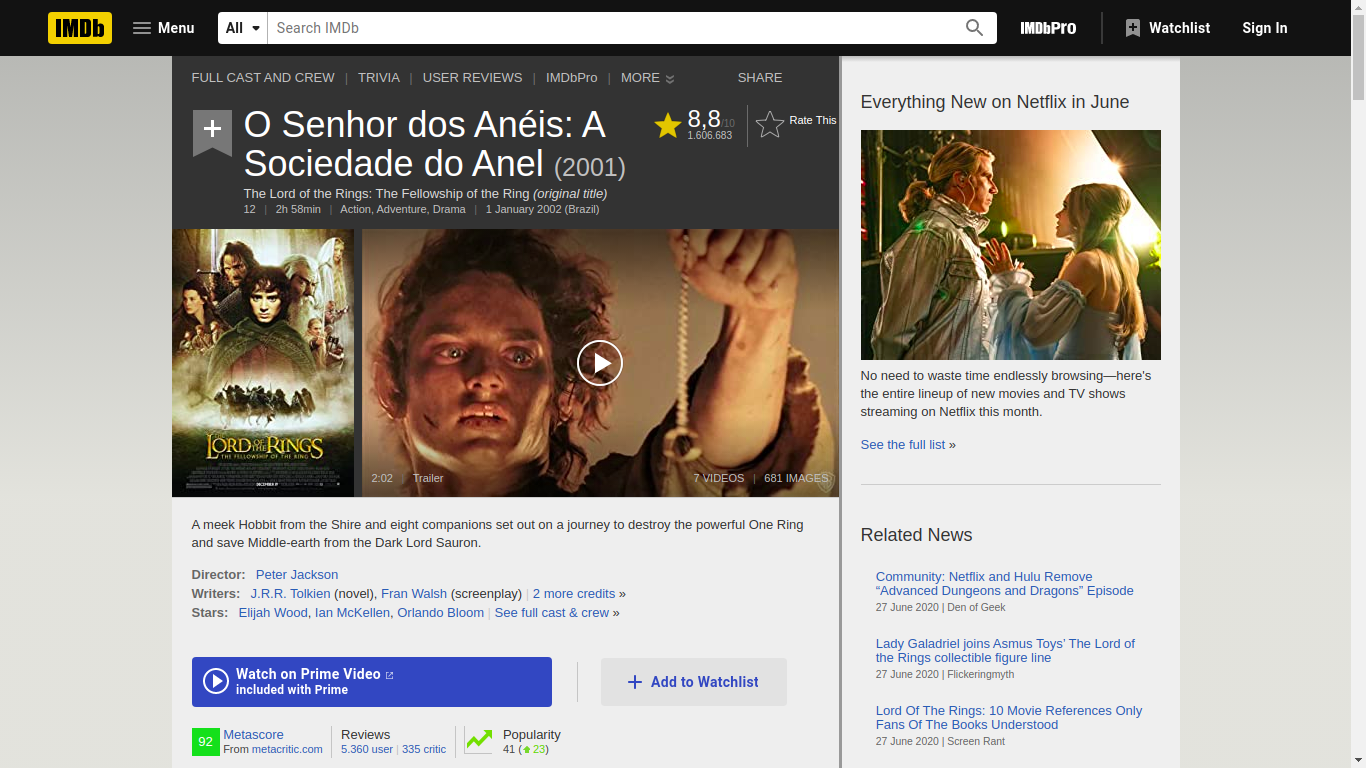 IMDb
Menu
All
Search IMDb
IMDbPro
Watchlist
Sign In
FULL CAST AND CREW | TRIVIA | USER REVIEWS | IMDbPro | MORE
SHARE
O Senhor dos Anéis: A
Sociedade do Anel (2001)
The Lord of the Rings: The Fellowship of the Ring (original title)
12 | 2h 58min | Action, Adventure, Drama | 1 January 2002 (Brazil)
8,8/10
1.606.683
Rate This
THE LORD OF THE RINGS
THE FELLOWSHIP OF THE RING
2:02 | Trailer
7 VIDEOS | 681 IMAGES
A meek Hobbit from the Shire and eight companions set out on a journey to destroy the powerful One Ring
and save Middle-earth from the Dark Lord Sauron.
Director: Peter Jackson
Writers: J.R.R. Tolkien (novel), Fran Walsh (screenplay) | 2 more credits »
Stars: Elijah Wood, Ian McKellen, Orlando Bloom | See full cast & crew »
Watch on Prime Video
included with Prime
Add to Watchlist
92
Metascore
From metacritic.com
Reviews
5.360 user | 335 critic
Popularity
41 (23)
Everything New on Netflix in June
No need to waste time endlessly browsing—here's
the entire lineup of new movies and TV shows
streaming on Netflix this month.
See the full list »
Related News
Community: Netflix and Hulu Remove
“Advanced Dungeons and Dragons” Episode
27 June 2020 | Den of Geek
Lady Galadriel joins Asmus Toys’ The Lord of
the Rings collectible figure line
27 June 2020 | Flickeringmyth
Lord Of The Rings: 10 Movie References Only
Fans Of The Books Understood
27 June 2020 | Screen Rant